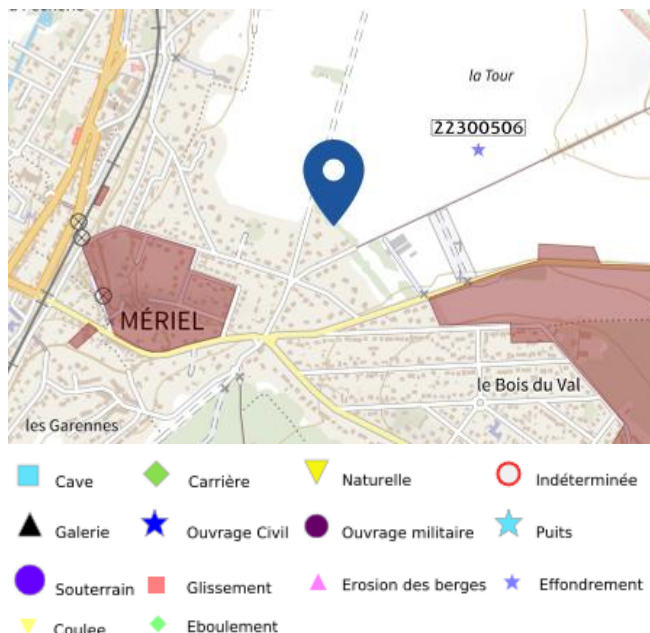 la Tour
22300506
MÉRIEL
le Bois du Val
les Garennes
Cave Carrière Naturelle Indéterminée
Galerie Ouvrage Civil Ouvrage militaire Puits
Souterrain Glissement Erosion des berges Effondrement
Coulee Eboulement